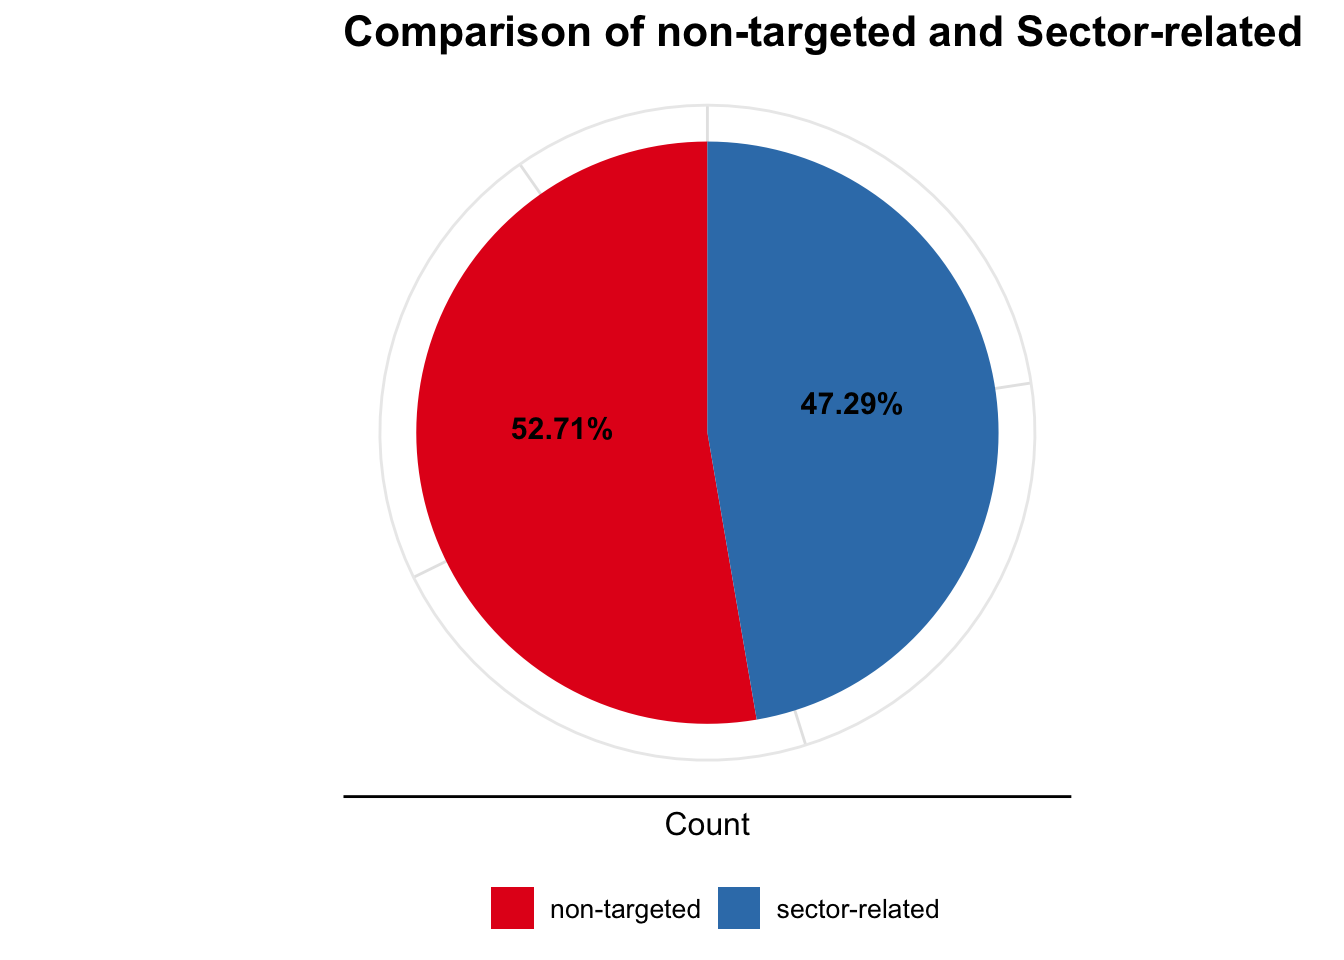 Comparison of non-targeted and Sector-related
47.29%
52.71%
Count
non-targeted sector-related